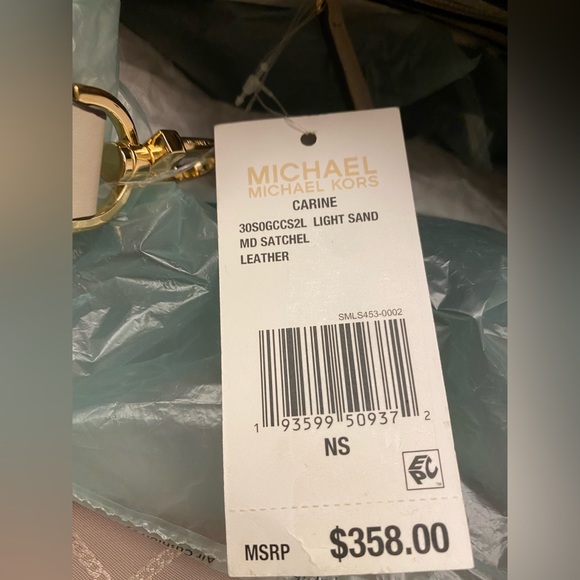 MICHAEL
MICHAEL KORS
CARINE
30S0GCCS2L LIGHT SAND
MD SATCHEL
LEATHER
SMLS453-0002
1 93599 50937 2
NS
EPC
MSRP $358.00